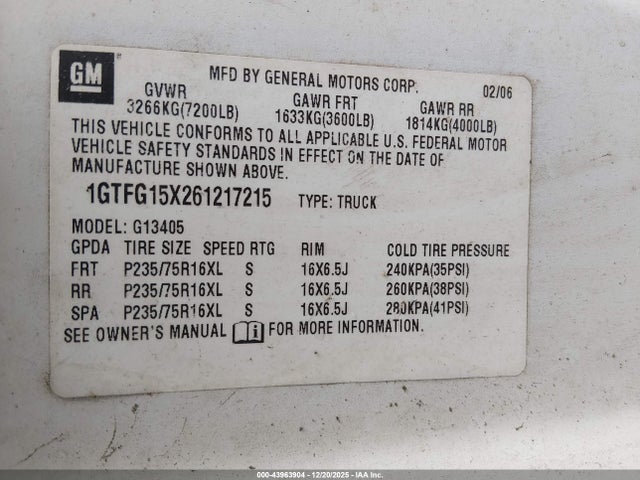 GM
MFD BY GENERAL MOTORS CORP. 02/06
GVWR GAWR FRT GAWR RR
3266KG(7200LB) 1633KG(3600LB) 1814KG(4000LB)
THIS VEHICLE CONFORMS TO ALL APPLICABLE U.S. FEDERAL MOTOR
VEHICLE SAFETY STANDARDS IN EFFECT ON THE DATE OF
MANUFACTURE SHOWN ABOVE.
1GTFG15X261217215 TYPE: TRUCK
MODEL: G13405
GPDA TIRE SIZE SPEED RTG RIM COLD TIRE PRESSURE
FRT P235/75R16XL S 16X6.5J 240KPA(35PSI)
RR P235/75R16XL S 16X6.5J 260KPA(38PSI)
SPA P235/75R16XL S 16X6.5J 280KPA(41PSI)
SEE OWNER'S MANUAL i FOR MORE INFORMATION.
000-43963904 - 12/20/2025 - IAA Inc.